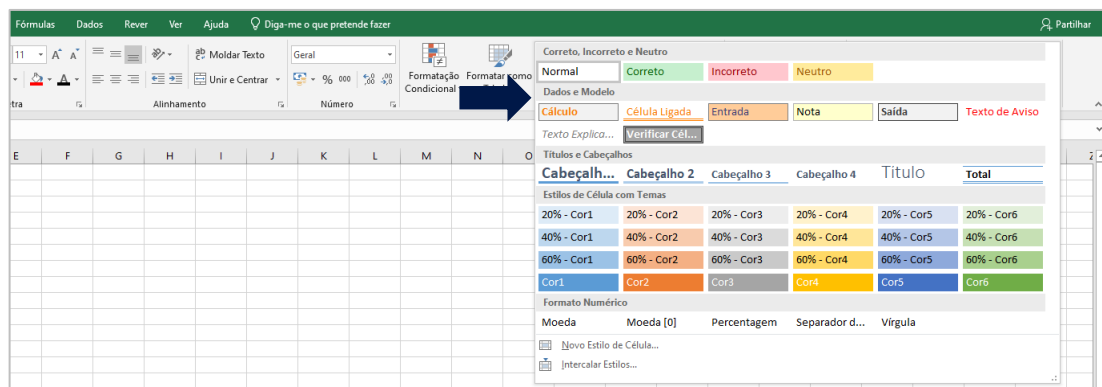 Fórmulas Dados Rever Ver Ajuda Diga-me o que pretende fazer Partilhar
11 A A Moldar Texto Geral
A Unir e Centrar % 000
Formatação Condicional
Formatar como
tra Alinhamento Número
E F G H I J K L M N O Z
Correto, Incorreto e Neutro
Normal Correto Incorreto Neutro
Dados e Modelo
Cálculo Célula Ligada Entrada Nota Saída Texto de Aviso
Texto Explica... Verificar Cél...
Títulos e Cabeçalhos
Cabeçalh... Cabeçalho 2 Cabeçalho 3 Cabeçalho 4 Título Total
Estilos de Célula com Temas
20% - Cor1 20% - Cor2 20% - Cor3 20% - Cor4 20% - Cor5 20% - Cor6
40% - Cor1 40% - Cor2 40% - Cor3 40% - Cor4 40% - Cor5 40% - Cor6
60% - Cor1 60% - Cor2 60% - Cor3 60% - Cor4 60% - Cor5 60% - Cor6
Cor1 Cor2 Cor3 Cor4 Cor5 Cor6
Formato Numérico
Moeda Moeda [0] Percentagem Separador d... Vírgula
Novo Estilo de Célula...
Intercalar Estilos...